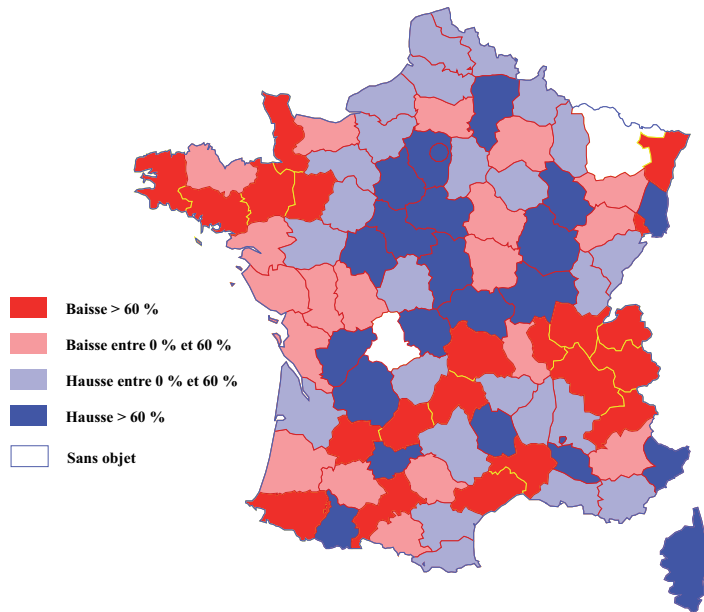 Baisse > 60 %
Baisse entre 0 % et 60 %
Hausse entre 0 % et 60 %
Hausse > 60 %
Sans objet